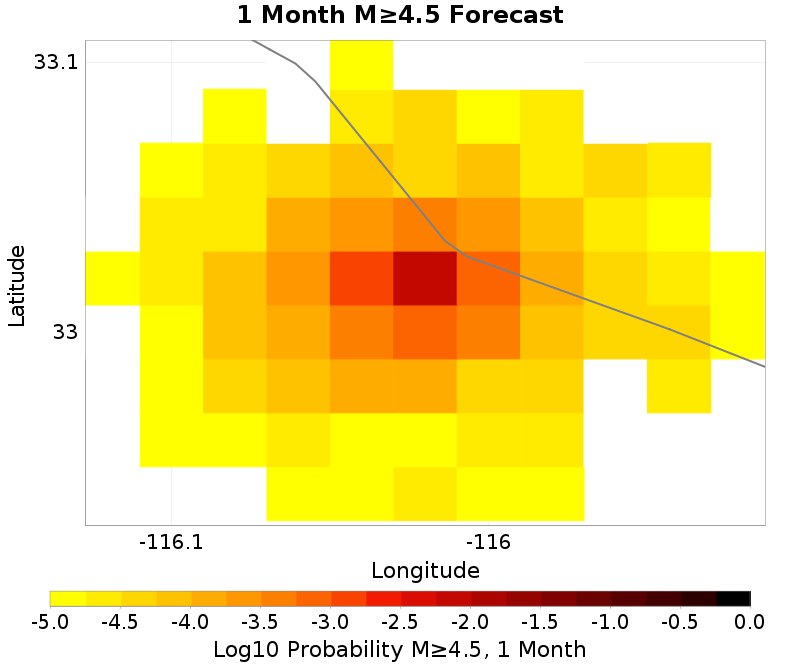 1 Month M≥4.5 Forecast
33.1
33
Latitude
-116.1 -116
Longitude
-5.0 -4.5 -4.0 -3.5 -3.0 -2.5 -2.0 -1.5 -1.0 -0.5 0.0
Log10 Probability M≥4.5, 1 Month